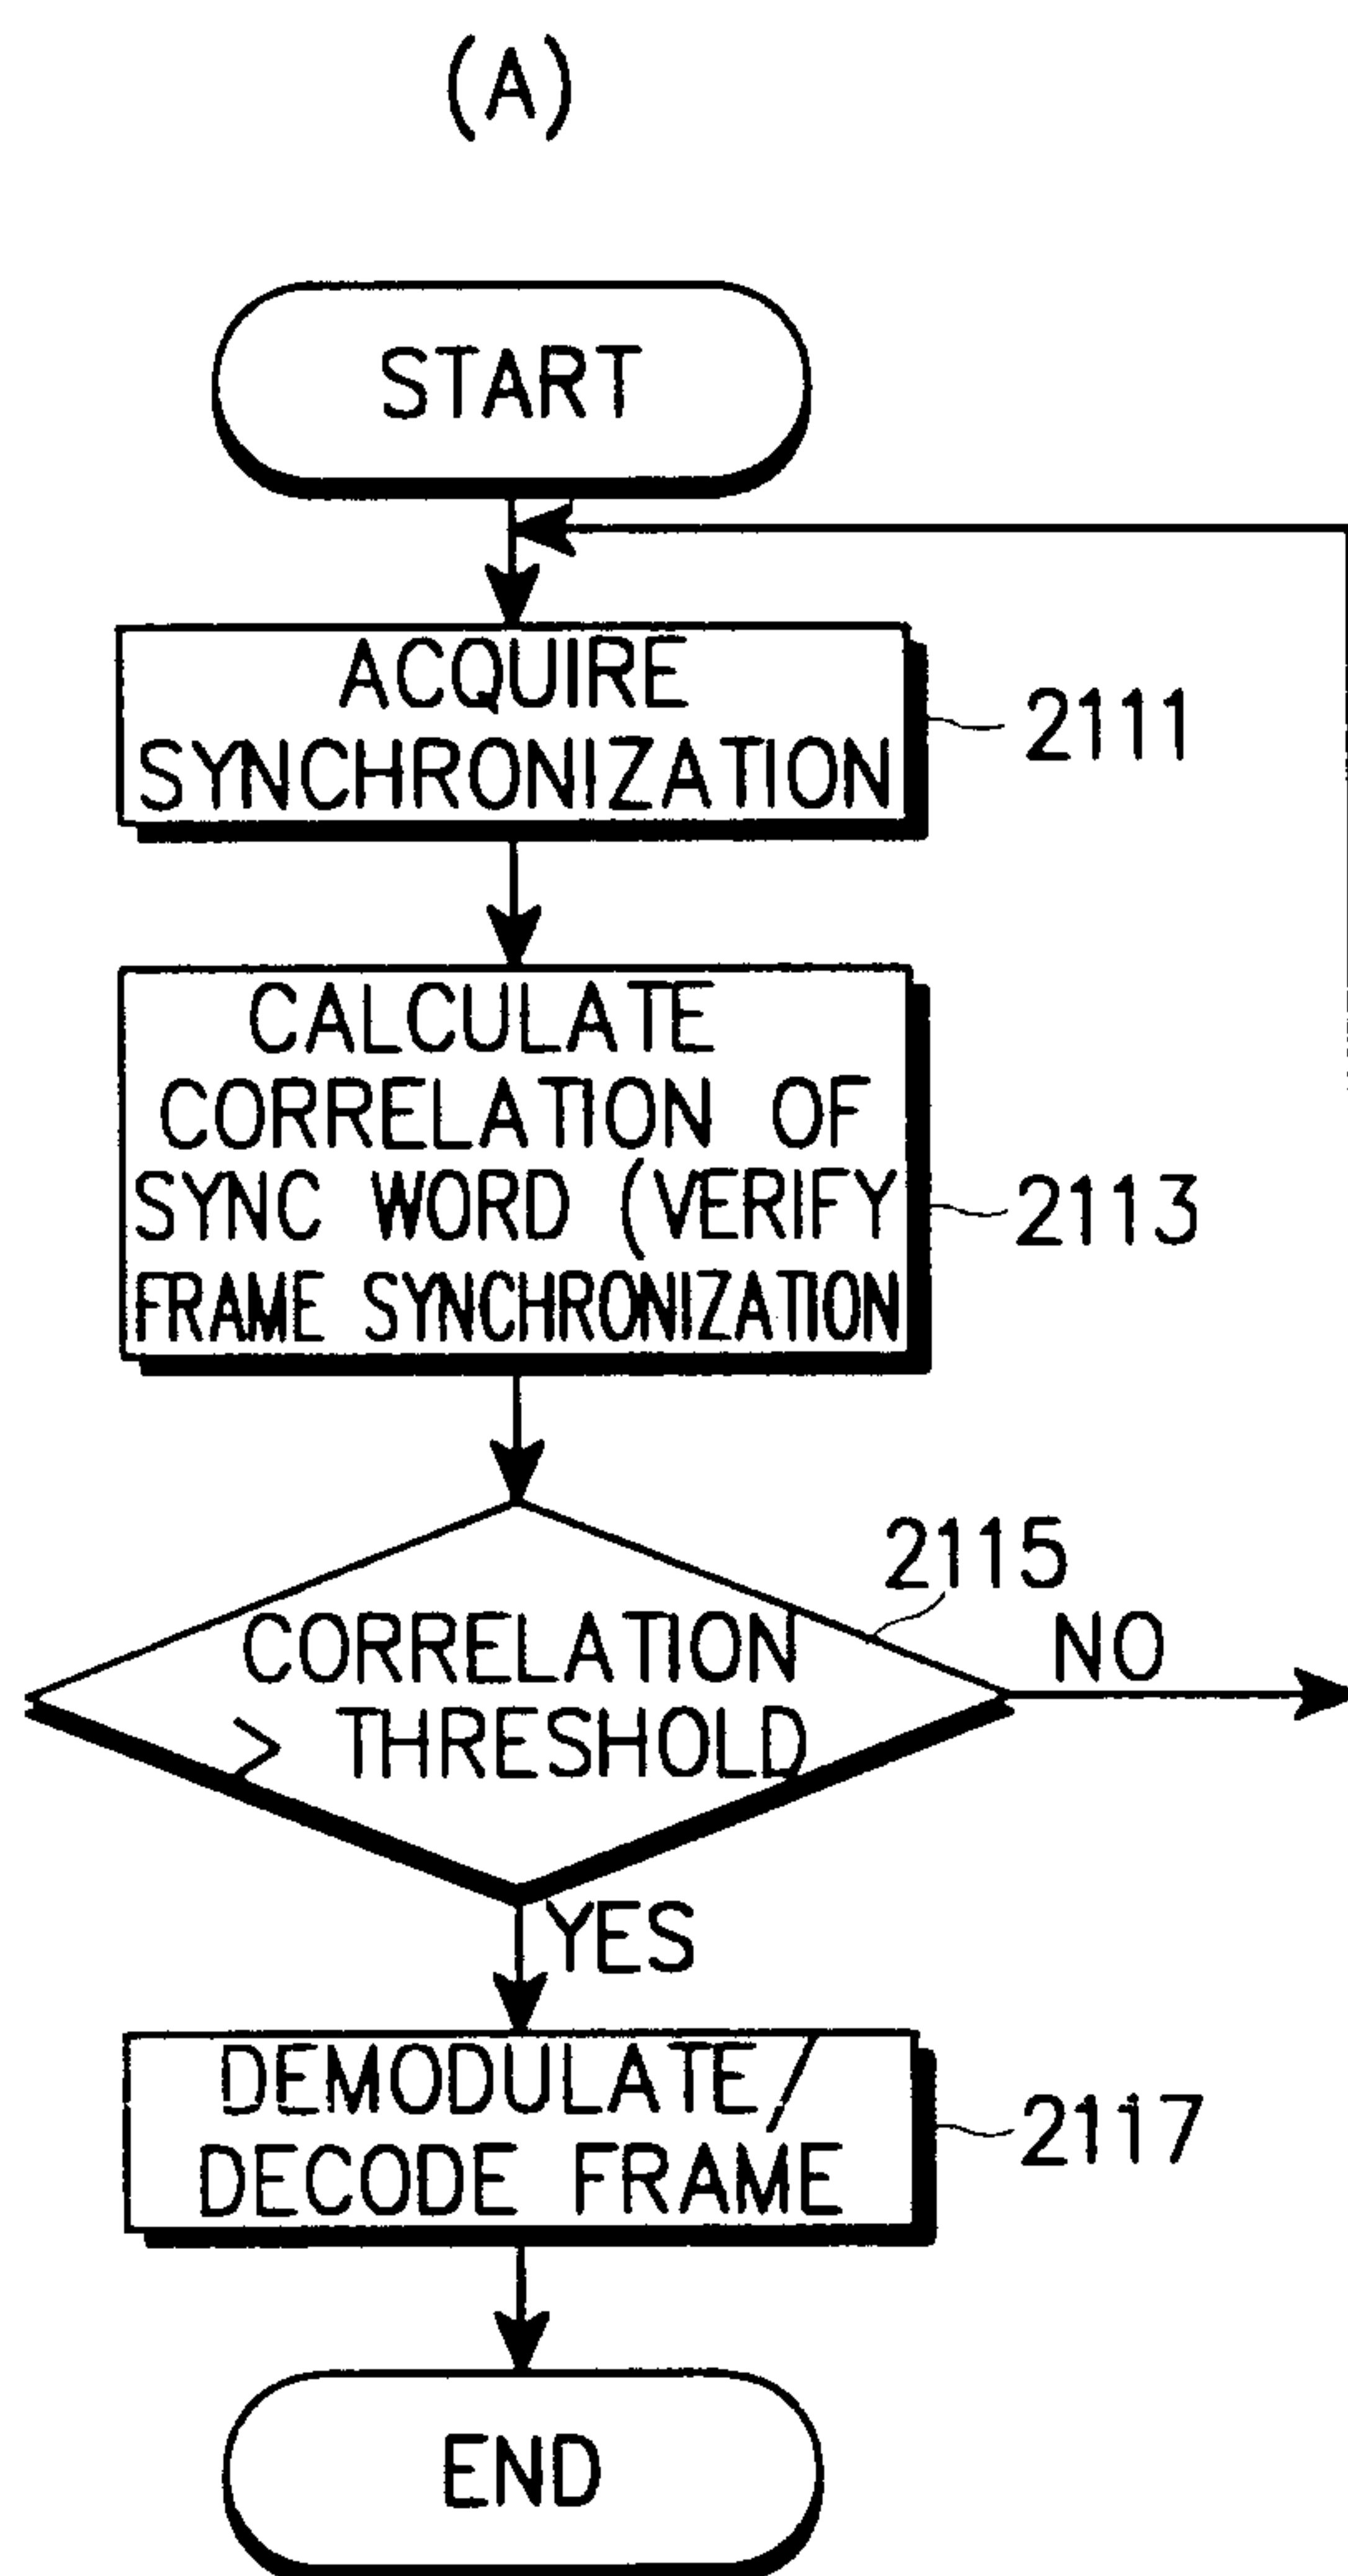 (A)
START
ACQUIRE
SYNCHRONIZATION
2111
CALCULATE
CORRELATION OF
SYNC WORD (VERIFY
FRAME SYNCHRONIZATION
2113
2115
CORRELATION
> THRESHOLD
NO
YES
DEMODULATE/
DECODE FRAME
2117
END